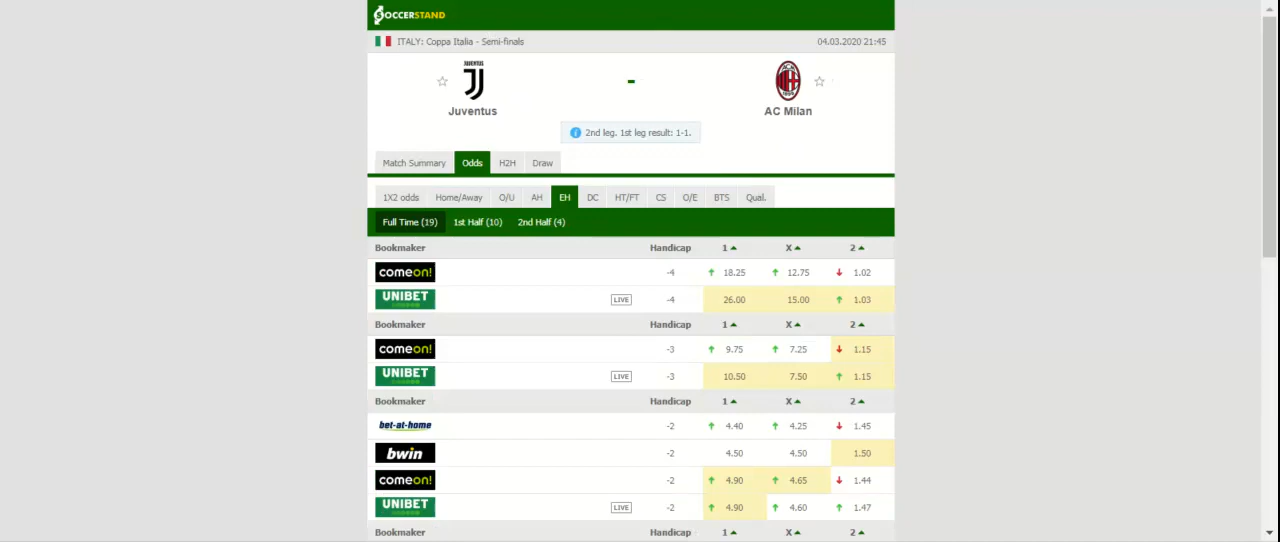 SOCCERSTAND
ITALY: Coppa Italia - Semi-finals 04.03.2020 21:45
JUVENTUS ACM 1899
-
Juventus AC Milan
2nd leg. 1st leg result: 1-1.
Match Summary Odds H2H Draw
1X2 odds Home/Away O/U AH EH DC HT/FT CS O/E BTS Qual.
Full Time (19) 1st Half (10) 2nd Half (4)
Bookmaker Handicap 1 X 2
comeon! -4 18.25 12.75 1.02
UNIBET LIVE -4 26.00 15.00 1.03
Bookmaker Handicap 1 X 2
comeon! -3 9.75 7.25 1.15
UNIBET LIVE -3 10.50 7.50 1.15
Bookmaker Handicap 1 X 2
bet-at-home -2 4.40 4.25 1.45
bwin -2 4.50 4.50 1.50
comeon! -2 4.90 4.65 1.44
UNIBET LIVE -2 4.90 4.60 1.47
Bookmaker Handicap 1 X 2